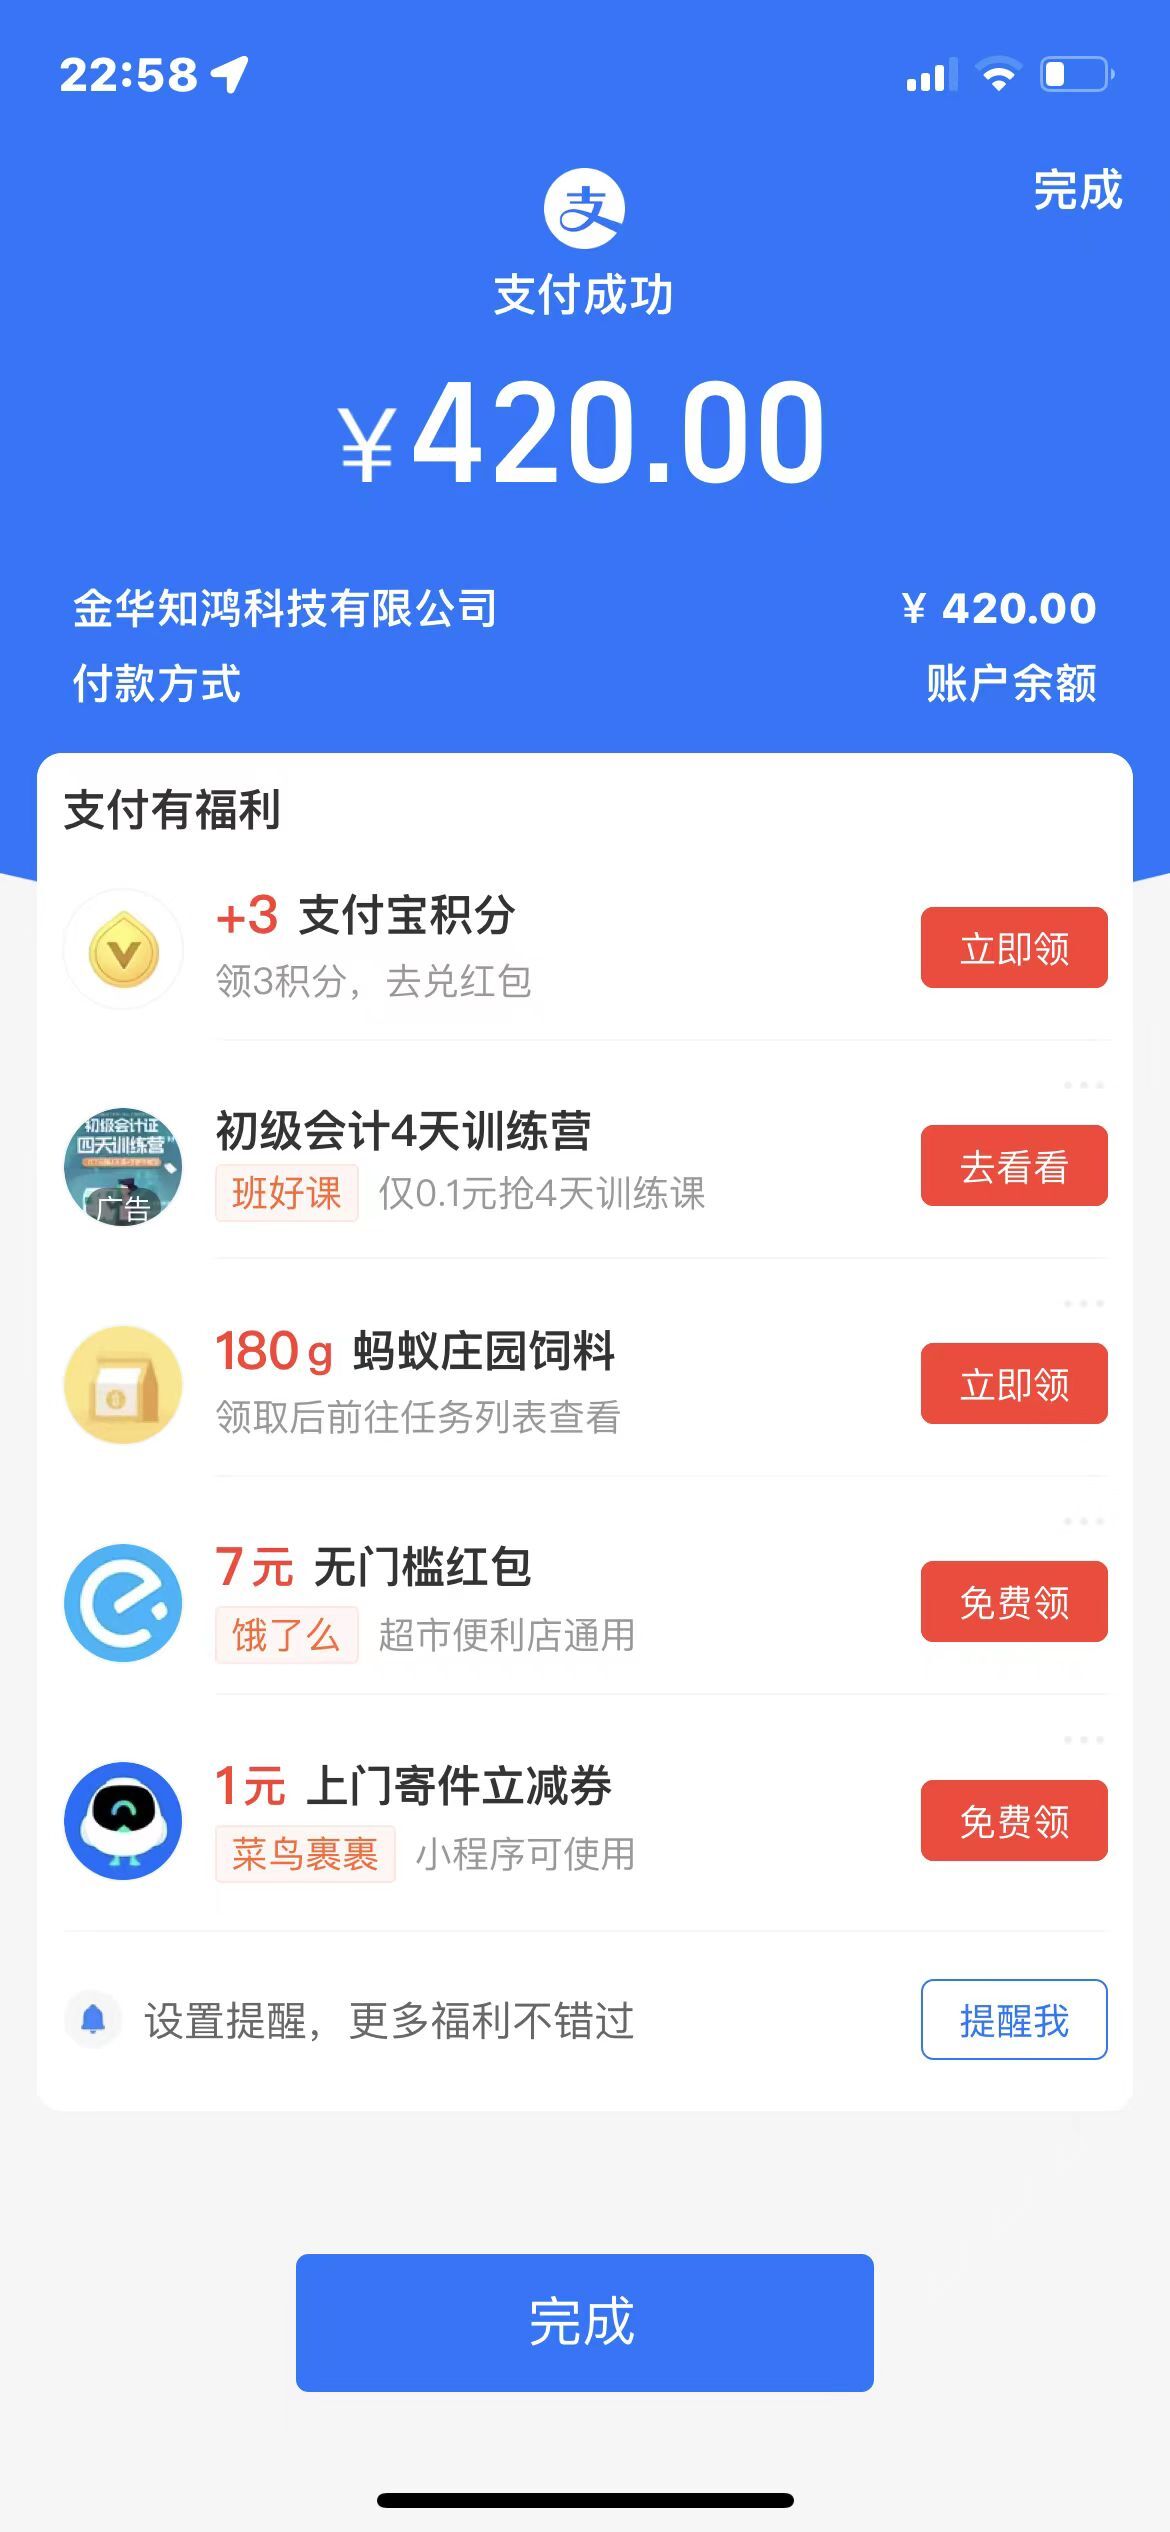 22:58
完成
支
支付成功
¥420.00
金华知鸿科技有限公司 ¥ 420.00
付款方式 账户余额
支付有福利
+3 支付宝积分
领3积分，去兑红包
立即领
初级会计证
四天训练营
广告
初级会计4天训练营
班好课 仅0.1元抢4天训练课
去看看
180g 蚂蚁庄园饲料
领取后前往任务列表查看
立即领
7元 无门槛红包
饿了么 超市便利店通用
免费领
1元 上门寄件立减券
菜鸟裹裹 小程序可使用
免费领
设置提醒，更多福利不错过
提醒我
完成